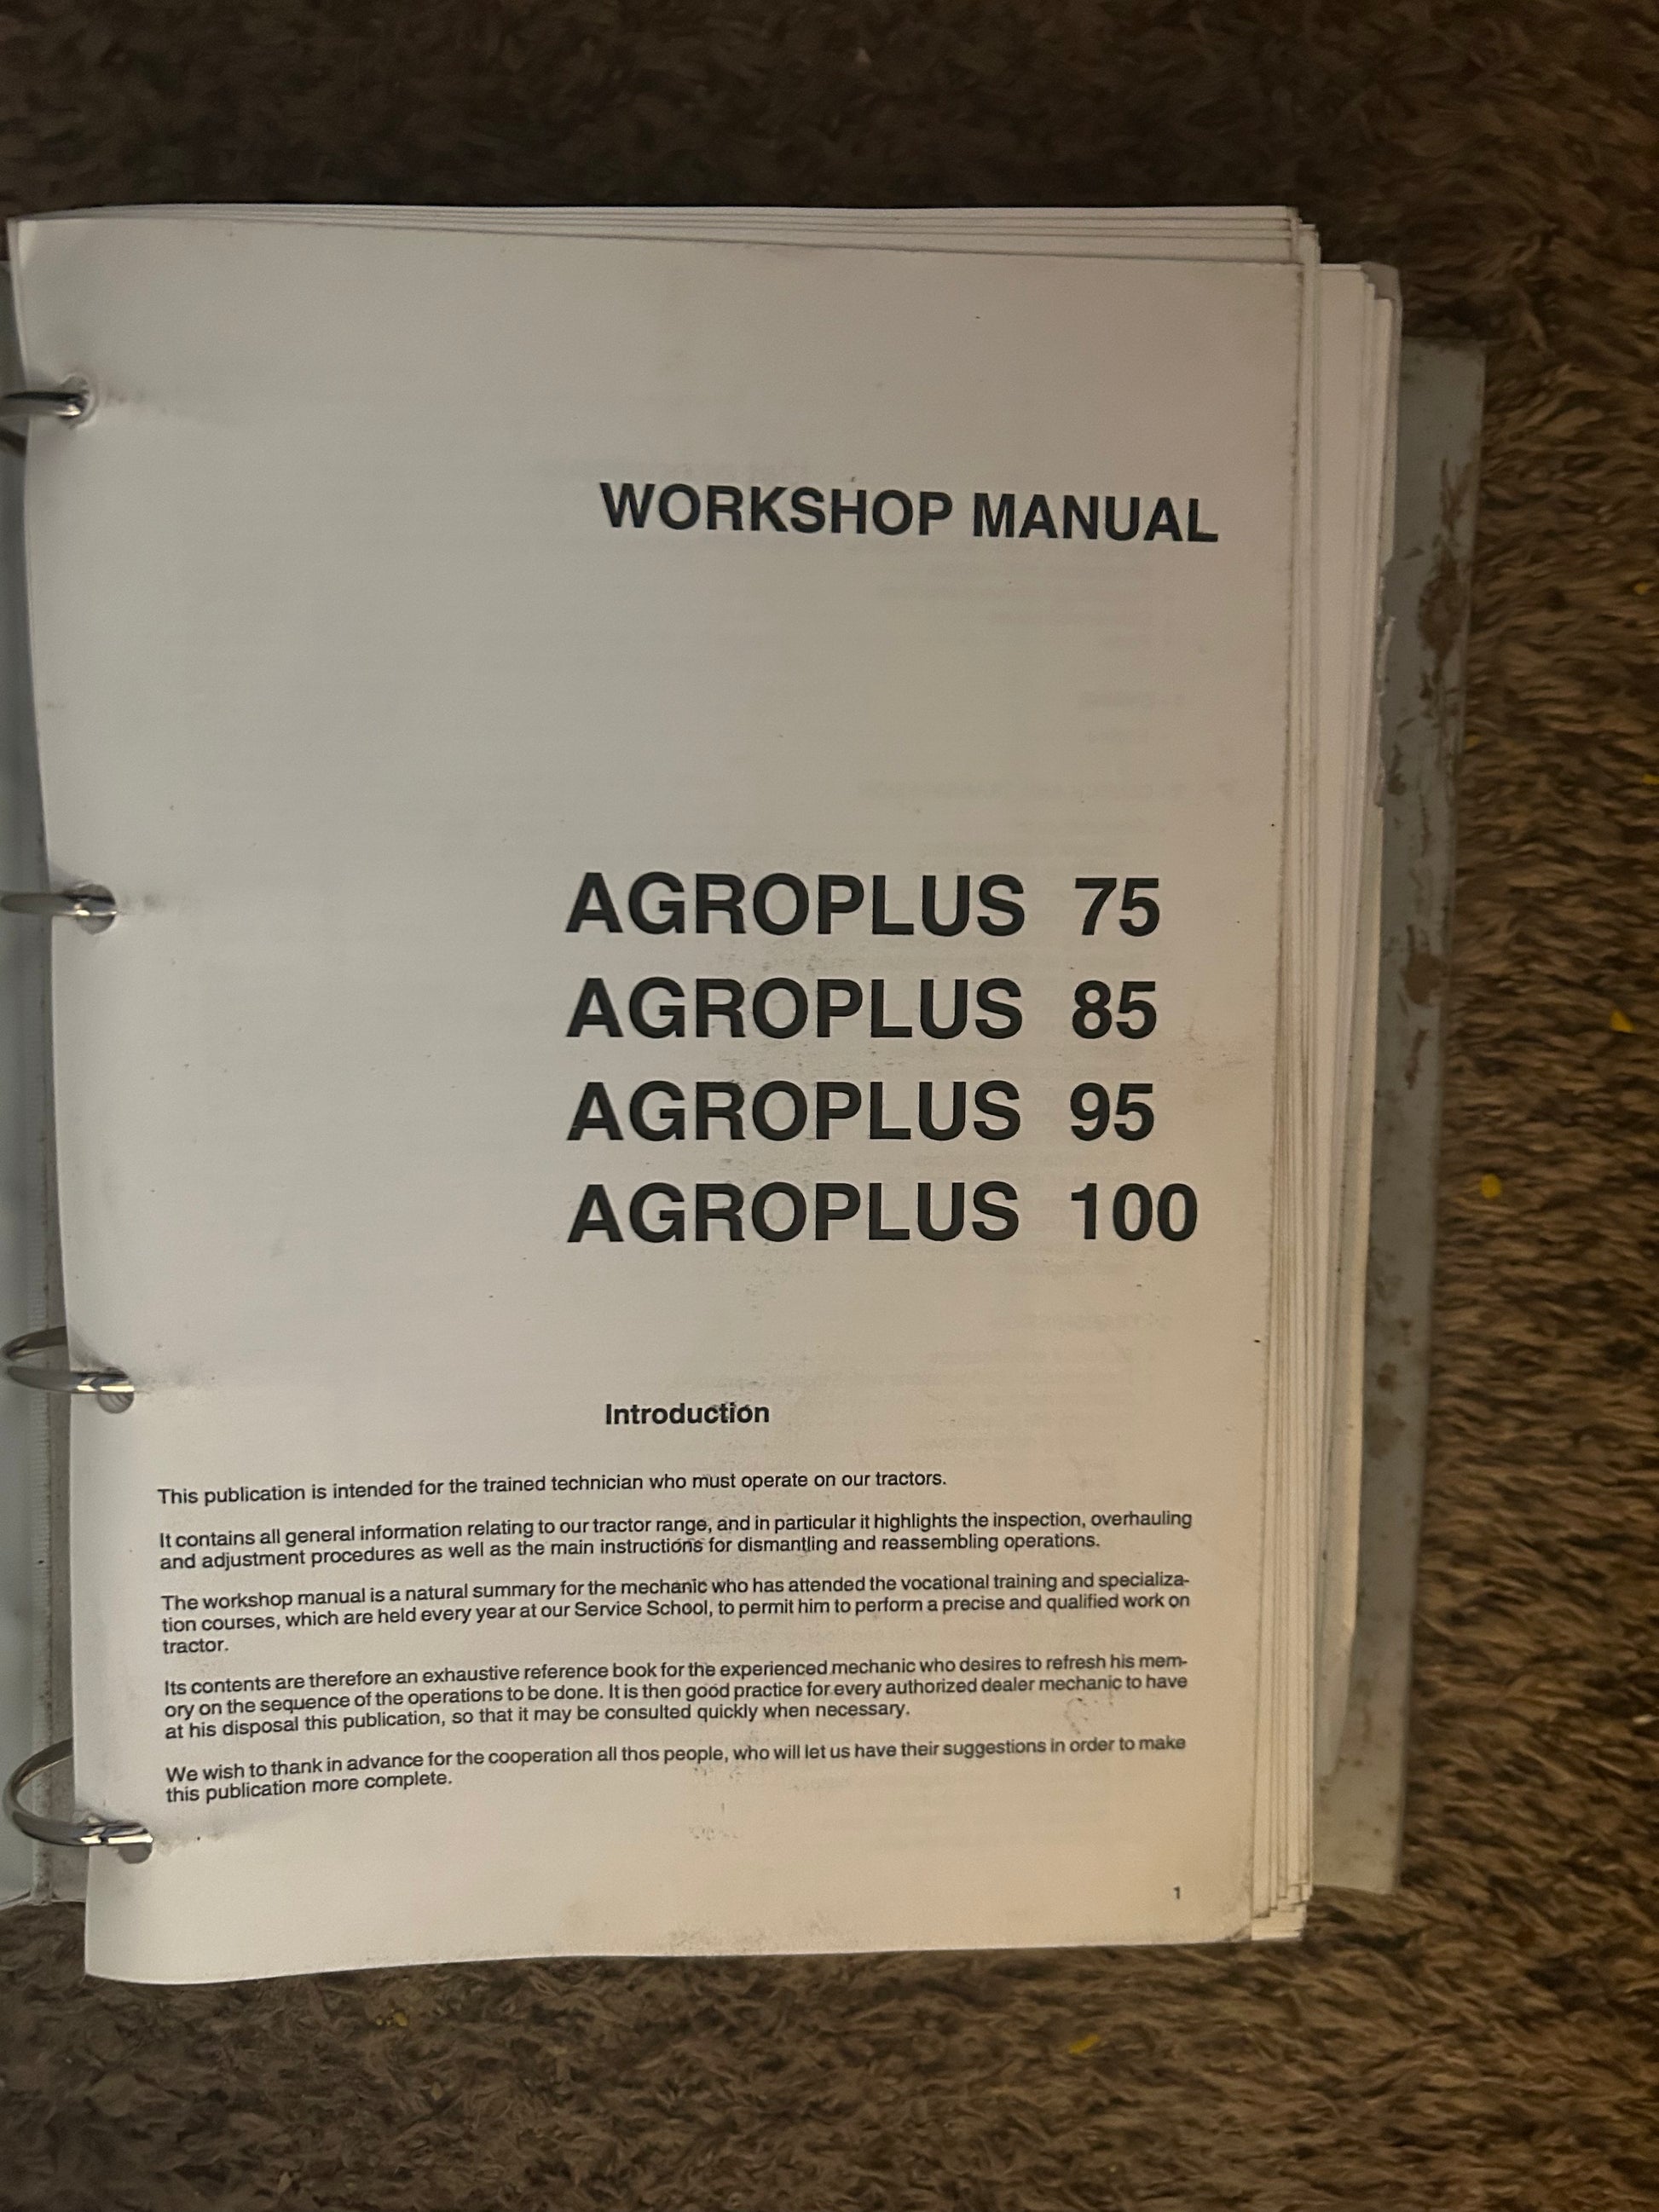 WORKSHOP MANUAL
AGROPLUS 75
AGROPLUS 85
AGROPLUS 95
AGROPLUS 100
Introduction
This publication is intended for the trained technician who must operate on our tractors.
It contains all general information relating to our tractor range, and in particular it highlights the inspection, overhauling
and adjustment procedures as well as the main instructions for dismantling and reassembling operations.
The workshop manual is a natural summary for the mechanic who has attended the vocational training and specializa-
tion courses, which are held every year at our Service School, to permit him to perform a precise and qualified work on
tractor.
Its contents are therefore an exhaustive reference book for the experienced mechanic who desires to refresh his mem-
ory on the sequence of the operations to be done. It is then good practice for every authorized dealer mechanic to have
at his disposal this publication, so that it may be consulted quickly when necessary.
We wish to thank in advance for the cooperation all thos people, who will let us have their suggestions in order to make
this publication more complete.
1